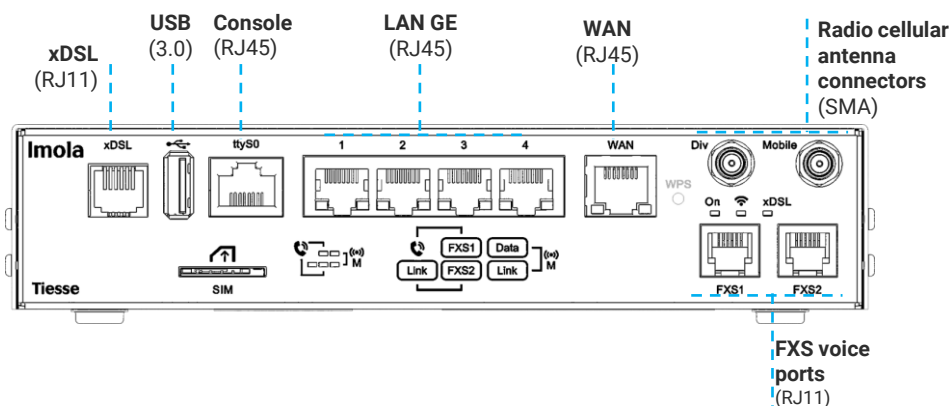 xDSL
(RJ11)
USB
(3.0)
Console
(RJ45)
LAN GE
(RJ45)
WAN
(RJ45)
Radio cellular
antenna
connectors
(SMA)
Imola
xDSL
ttyS0
1 2 3 4
WAN
Div
Mobile
WPS
On
xDSL
M
FXS1 Data
Link FXS2 Link
M
SIM
Tiesse
FXS1
FXS2
FXS voice
ports
(RJ11)